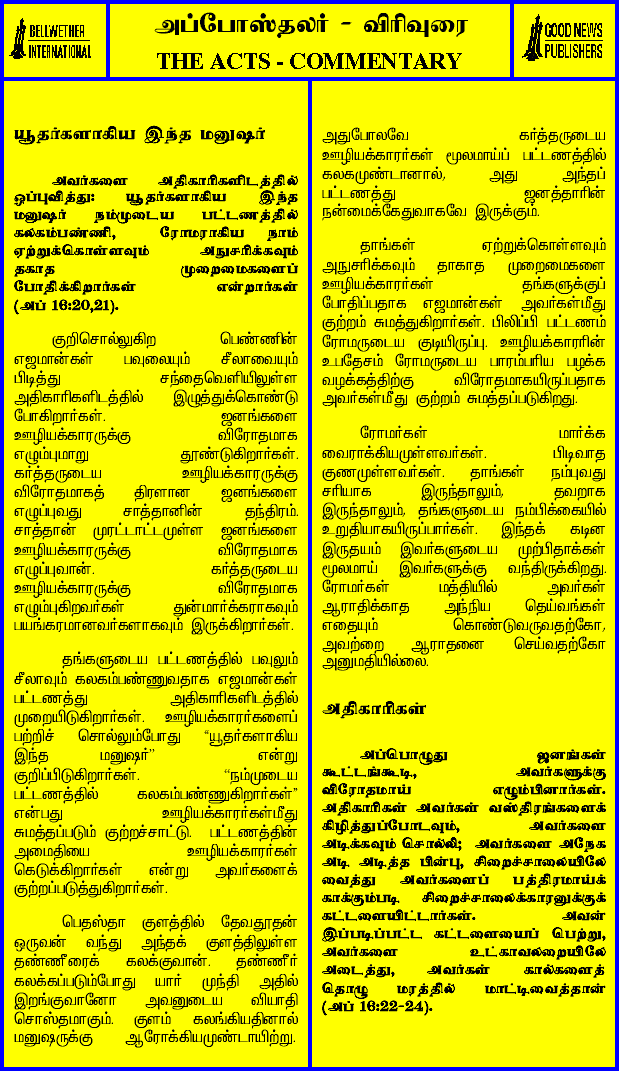 BELLWETHER
INTERNATIONAL
அப்போஸ்தலர் - விரிவுரை
THE ACTS - COMMENTARY
GOOD NEWS
PUBLISHERS
யூதர்களாகிய இந்த மனுஷர்
அவர்களை அதிகாரிகளிடத்தில்
ஒப்புவித்து: யூதர்களாகிய இந்த
மனுஷர் நம்முடைய பட்டணத்தில்
கலகம்பண்ணி, ரோமராகிய நாம்
ஏற்றுக்கொள்ளவும் அநுசரிக்கவும்
தகாத முறைமைகளைப்
போதிக்கிறார்கள் என்றார்கள்
(அப் 16:20,21).
குறிசொல்லுகிற பெண்ணின்
எஜமான்கள் பவுலையும் சீலாவையும்
பிடித்து சந்தைவெளியிலுள்ள
அதிகாரிகளிடத்தில் இழுத்துக்கொண்டு
போகிறார்கள். ஜனங்களை
ஊழியக்காரருக்கு விரோதமாக
எழும்புமாறு தூண்டுகிறார்கள்.
கர்த்தருடைய ஊழியக்காரருக்கு
விரோதமாகத் திரளான ஜனங்களை
எழுப்புவது சாத்தானின் தந்திரம்.
சாத்தான் முரட்டாட்டமுள்ள ஜனங்களை
ஊழியக்காரருக்கு விரோதமாக
எழுப்புவான். கர்த்தருடைய
ஊழியக்காரருக்கு விரோதமாக
எழும்புகிறவர்கள் துன்மார்க்கராகவும்
பயங்கரமானவர்களாகவும் இருக்கிறார்கள்.
தங்களுடைய பட்டணத்தில் பவுலும்
சீலாவும் கலகம்பண்ணுவதாக எஜமான்கள்
பட்டணத்து அதிகாரிகளிடத்தில்
முறையிடுகிறார்கள். ஊழியக்காரர்களைப்
பற்றிச் சொல்லும்போது “யூதர்களாகிய
இந்த மனுஷர்” என்று
குறிப்பிடுகிறார்கள். “நம்முடைய
பட்டணத்தில் கலகம்பண்ணுகிறார்கள்”
என்பது ஊழியக்காரர்கள்மீது
சுமத்தப்படும் குற்றச்சாட்டு. பட்டணத்தின்
அமைதியை ஊழியக்காரர்கள்
கெடுக்கிறார்கள் என்று அவர்களைக்
குற்றப்படுத்துகிறார்கள்.
பெதஸ்தா குளத்தில் தேவதூதன்
ஒருவன் வந்து அந்தக் குளத்திலுள்ள
தண்ணீரைக் கலக்குவான். தண்ணீர்
கலக்கப்படும்போது யார் முந்தி அதில்
இறங்குவானோ அவனுடைய வியாதி
சொஸ்தமாகும். குளம் கலங்கியதினால்
மனுஷருக்கு ஆரோக்கியமுண்டாயிற்று.
அதுபோலவே கர்த்தருடைய
ஊழியக்காரர்கள் மூலமாய்ப் பட்டணத்தில்
கலகமுண்டானால், அது அந்தப்
பட்டணத்து ஜனத்தாரின்
நன்மைக்கேதுவாகவே இருக்கும்.
தாங்கள் ஏற்றுக்கொள்ளவும்
அநுசரிக்கவும் தாகாத முறைமைகளை
ஊழியக்காரர்கள் தங்களுக்குப்
போதிப்பதாக எஜமான்கள் அவர்கள்மீது
குற்றம் சுமத்துகிறார்கள். பிலிப்பி பட்டணம்
ரோமருடைய குடியிருப்பு. ஊழியக்காரரின்
உபதேசம் ரோமருடைய பாரம்பரிய பழக்க
வழக்கத்திற்கு விரோதமாகயிருப்பதாக
அவர்கள்மீது குற்றம் சுமத்தப்படுகிறது.
ரோமர்கள் மார்க்க
வைராக்கியமுள்ளவர்கள். பிடிவாத
குணமுள்ளவர்கள். தாங்கள் நம்புவது
சரியாக இருந்தாலும், தவறாக
இருந்தாலும், தங்களுடைய நம்பிக்கையில்
உறுதியாகயிருப்பார்கள். இந்தக் கடின
இருதயம் இவர்களுடைய முற்பிதாக்கள்
மூலமாய் இவர்களுக்கு வந்திருக்கிறது.
ரோமர்கள் மத்தியில் அவர்கள்
ஆராதிக்காத அந்நிய தெய்வங்கள்
எதையும் கொண்டுவருவதற்கோ,
அவற்றை ஆராதனை செய்வதற்கோ
அனுமதியில்லை.
அதிகாரிகள்
அப்பொழுது ஜனங்கள்
கூட்டங்கூடி, அவர்களுக்கு
விரோதமாய் எழும்பினார்கள்.
அதிகாரிகள் அவர்கள் வஸ்திரங்களைக்
கிழித்துப்போடவும், அவர்களை
அடிக்கவும் சொல்லி; அவர்களை அநேக
அடி அடித்த பின்பு, சிறைச்சாலையிலே
வைத்து அவர்களைப் பத்திரமாய்க்
காக்கும்படி சிறைச்சாலைக்காரனுக்குக்
கட்டளையிட்டார்கள். அவன்
இப்படிப்பட்ட கட்டளையைப் பெற்று,
அவர்களை உட்காவலறையிலே
அடைத்து, அவர்கள் கால்களைத்
தொழு மரத்தில் மாட்டிவைத்தான்
(அப் 16:22-24).